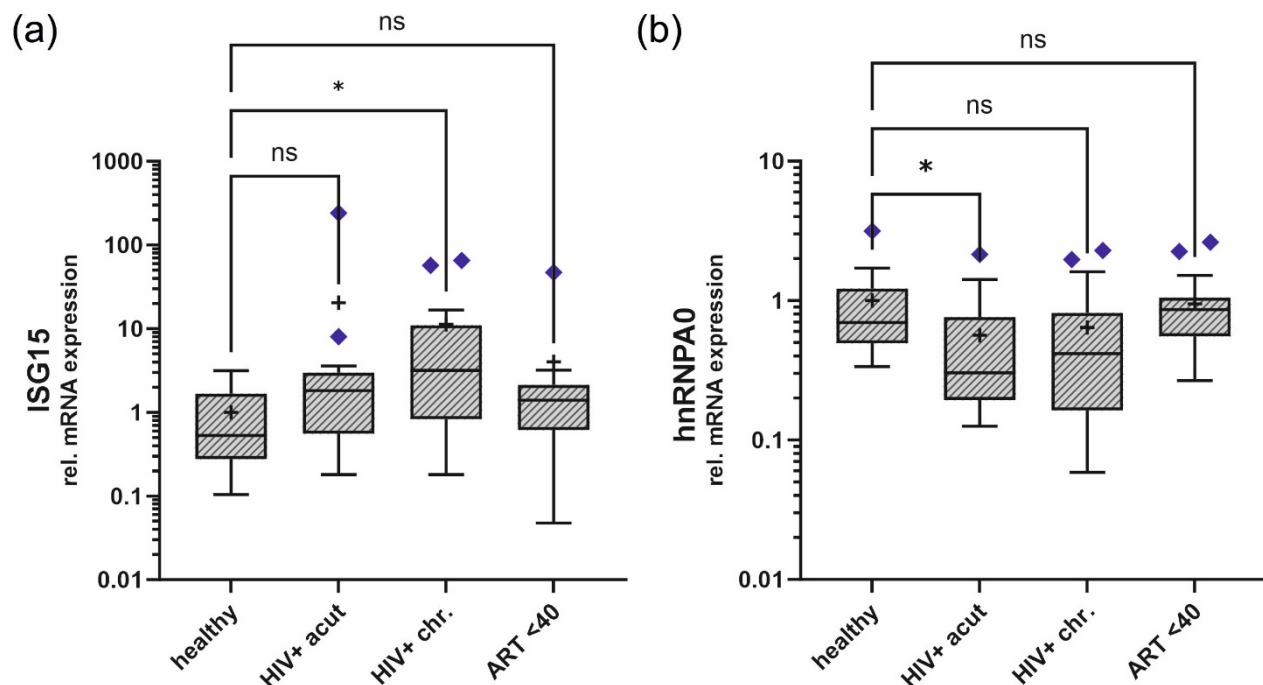 (a)
ns
*
ns
1000
100
10
1
0.1
0.01
ISG15
rel. mRNA expression
healthy
HIV+ acut
HIV+ chr.
ART <40
(b)
ns
ns
*
10
1
0.1
0.01
hnRNPA0
rel. mRNA expression
healthy
HIV+ acut
HIV+ chr.
ART <40